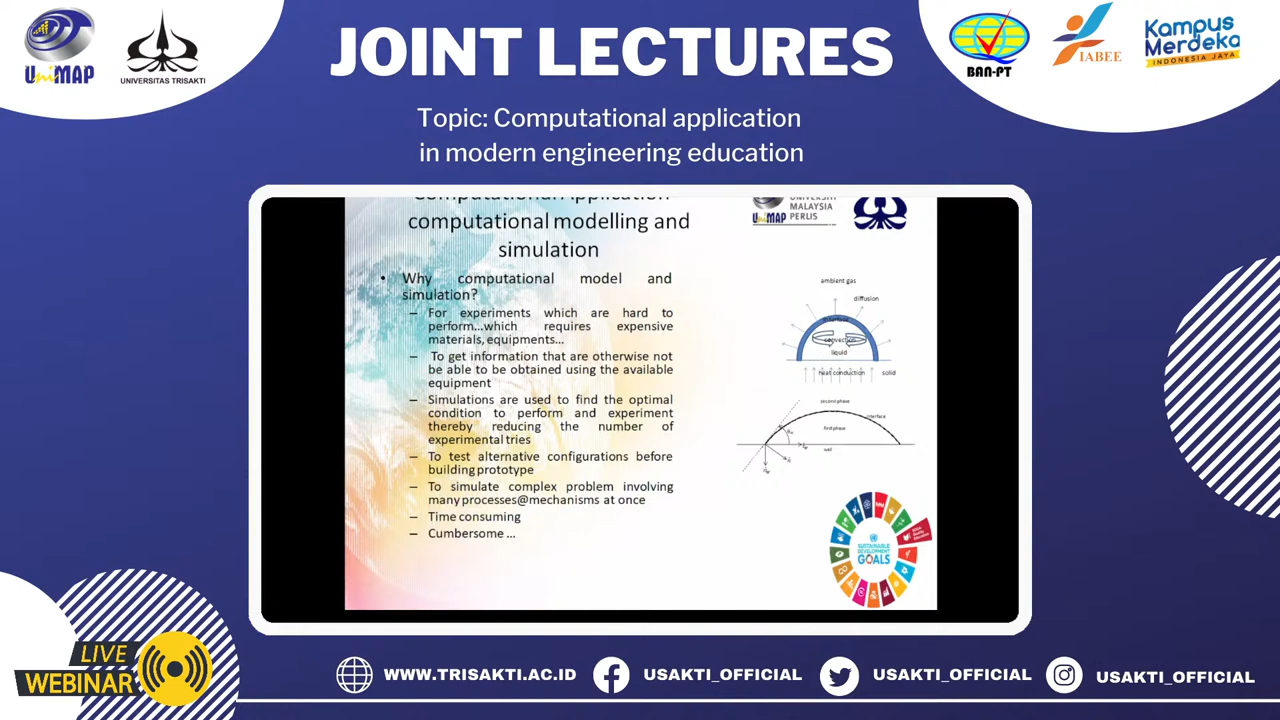 UniMAP
UNIVERSITAS TRISAKTI
JOINT LECTURES
BAN-PT
IABEE
Kampus
Merdeka
INDONESIA JAYA
Topic: Computational application
in modern engineering education
Computational Application
computational modelling and
simulation
UNIVERSITI
MALAYSIA
PERLIS
UniMAP
• Why computational model and
simulation?
– For experiments which are hard to
perform...which requires expensive
materials, equipments...
– To get information that are otherwise not
be able to be obtained using the available
equipment
– Simulations are used to find the optimal
condition to perform and experiment
thereby reducing the number of
experimental tries
– To test alternative configurations before
building prototype
– To simulate complex problem involving
many processes@mechanisms at once
– Time consuming
– Cumbersome ...
ambient gas
diffusion
interface
convection
liquid
heat conduction
solid
second phase
interface
first phase
wall
SUSTAINABLE
DEVELOPMENT
GOALS
LIVE
WEBINAR
WWW.TRISAKTI.AC.ID
USAKTI_OFFICIAL
USAKTI_OFFICIAL
USAKTI_OFFICIAL